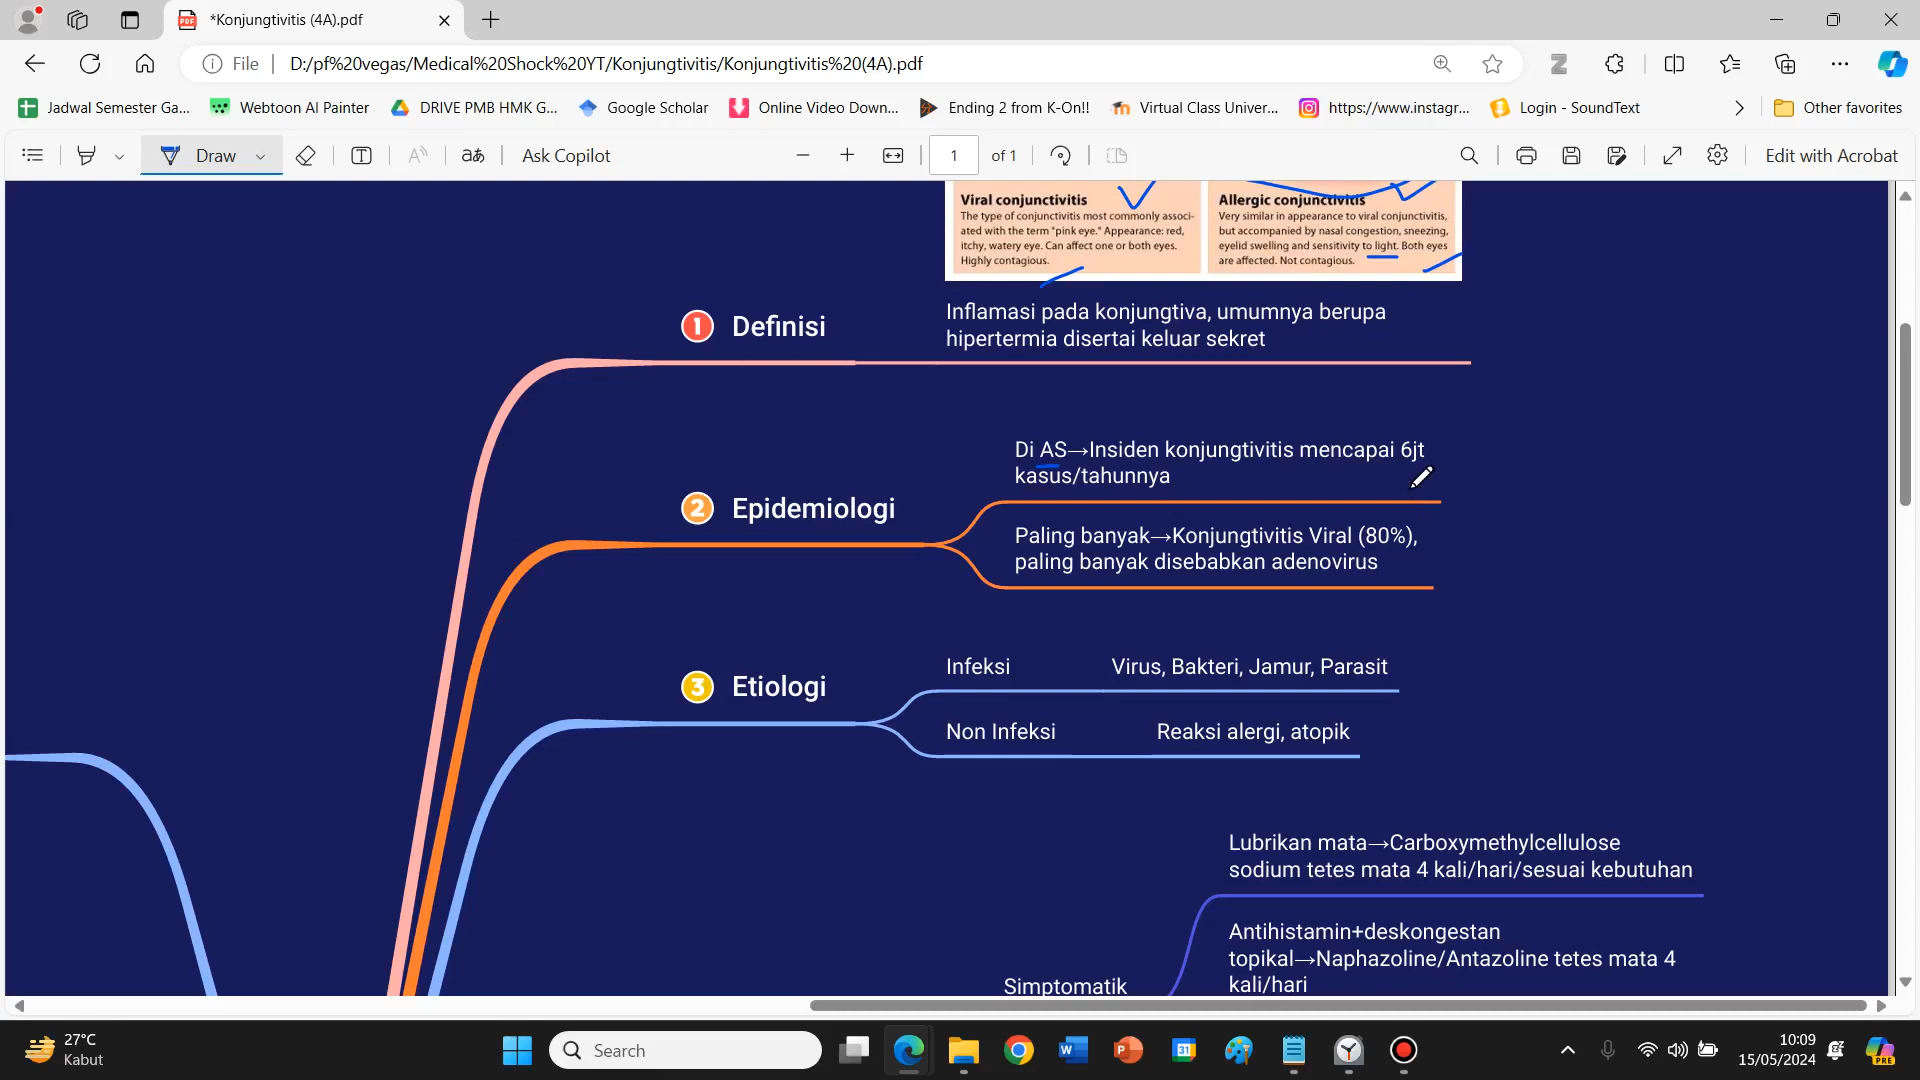 *Konjungtivitis (4A).pdf
File
D:/pf%20vegas/Medical%20Shock%20YT/Konjungtivitis/Konjungtivitis%20(4A).pdf
Jadwal Semester Ga...
Webtoon AI Painter
DRIVE PMB HMK G...
Google Scholar
Online Video Down...
Ending 2 from K-On!!
Virtual Class Univer...
https://www.instagr...
Login - SoundText
Other favorites
Draw
Ask Copilot
1 of 1
Edit with Acrobat
Viral conjunctivitis
The type of conjunctivitis most commonly associ-
ated with the term "pink eye." Appearance: red,
itchy, watery eye. Can affect one or both eyes.
Highly contagious.
Allergic conjunctivitis
Very similar in appearance to viral conjunctivitis,
but accompanied by nasal congestion, sneezing,
eyelid swelling and sensitivity to light. Both eyes
are affected. Not contagious.
1 Definisi
Inflamasi pada konjungtiva, umumnya berupa
hipertermia disertai keluar sekret
2 Epidemiologi
Di AS→Insiden konjungtivitis mencapai 6jt
kasus/tahunnya
Paling banyak→Konjungtivitis Viral (80%),
paling banyak disebabkan adenovirus
3 Etiologi
Infeksi
Virus, Bakteri, Jamur, Parasit
Non Infeksi
Reaksi alergi, atopik
Lubrikan mata→Carboxymethylcellulose
sodium tetes mata 4 kali/hari/sesuai kebutuhan
Antihistamin+deskongestan
topikal→Naphazoline/Antazoline tetes mata 4
kali/hari
Simptomatik
27°C
Kabut
Search
10:09
15/05/2024